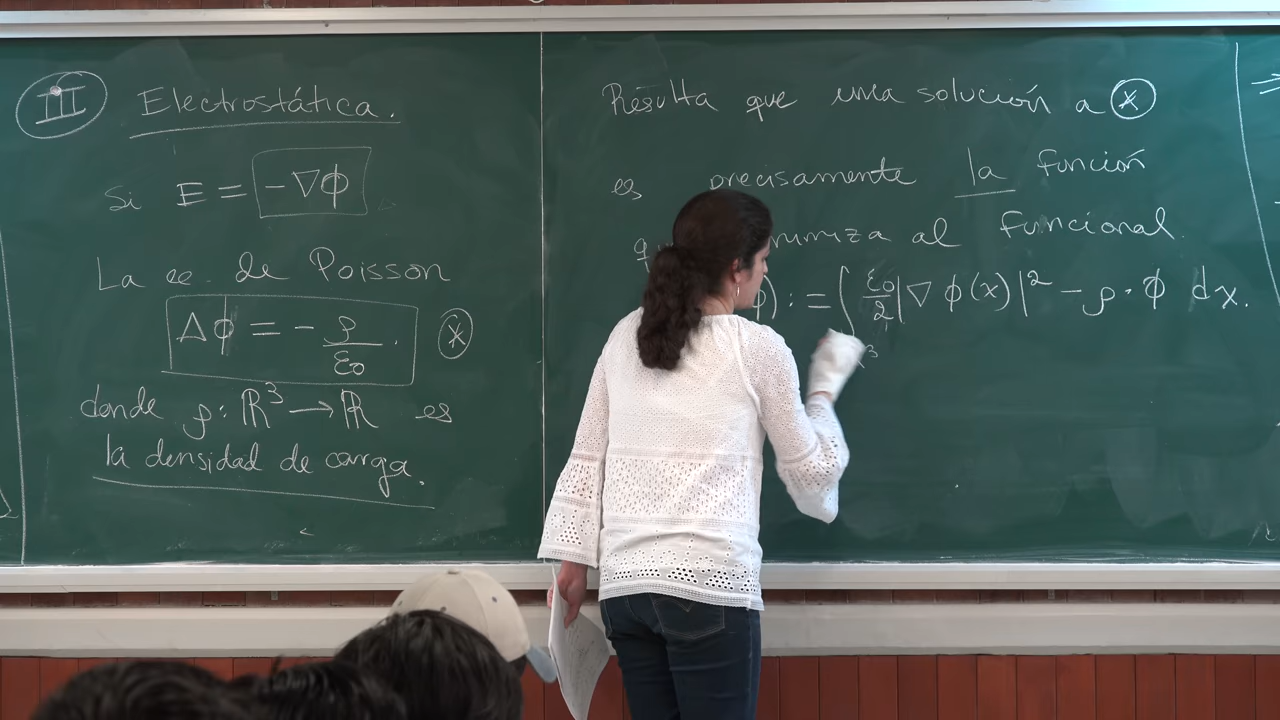 III Electrostática.
Si E = -∇ϕ
La ec. de Poisson
Δϕ = - ρ/ε₀ . (*)
donde ρ: ℝ³ → ℝ es
la densidad de carga.
Resulta que una solución a (*)
es precisamente la función
al funcional.
ϕ) := ∫ ε₀/2 |∇ϕ(x)|² - ρ · ϕ dx.